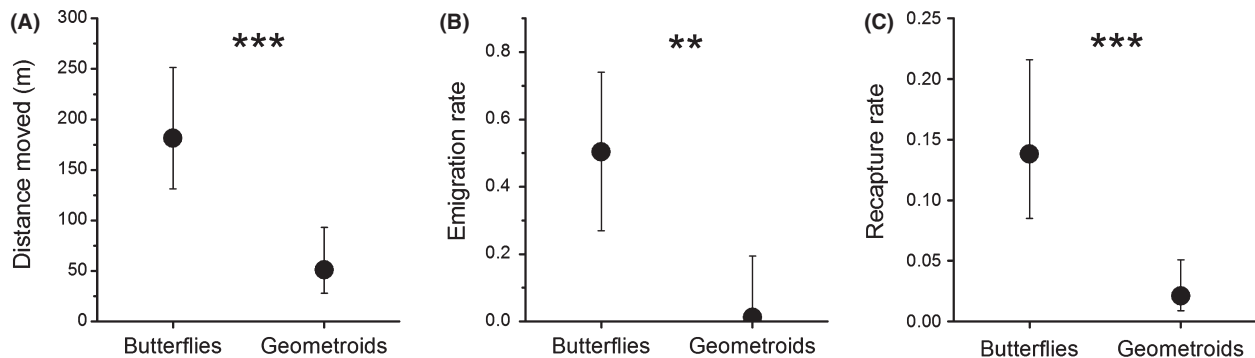 (A)
***
Distance moved (m)
300
250
200
150
100
50
0
Butterflies Geometroids
(B)
**
Emigration rate
0.8
0.6
0.4
0.2
0.0
Butterflies Geometroids
(C)
***
Recapture rate
0.25
0.20
0.15
0.10
0.05
0.00
Butterflies Geometroids